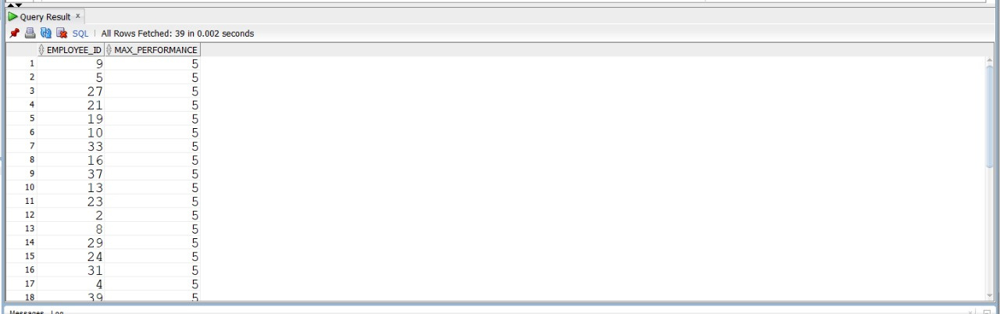 Query Result x
SQL | All Rows Fetched: 39 in 0.002 seconds
EMPLOYEE_ID MAX_PERFORMANCE
1 9 5
2 5 5
3 27 5
4 21 5
5 19 5
6 10 5
7 33 5
8 16 5
9 37 5
10 13 5
11 23 5
12 2 5
13 8 5
14 29 5
15 24 5
16 31 5
17 4 5
18 39 5
Messages - Log